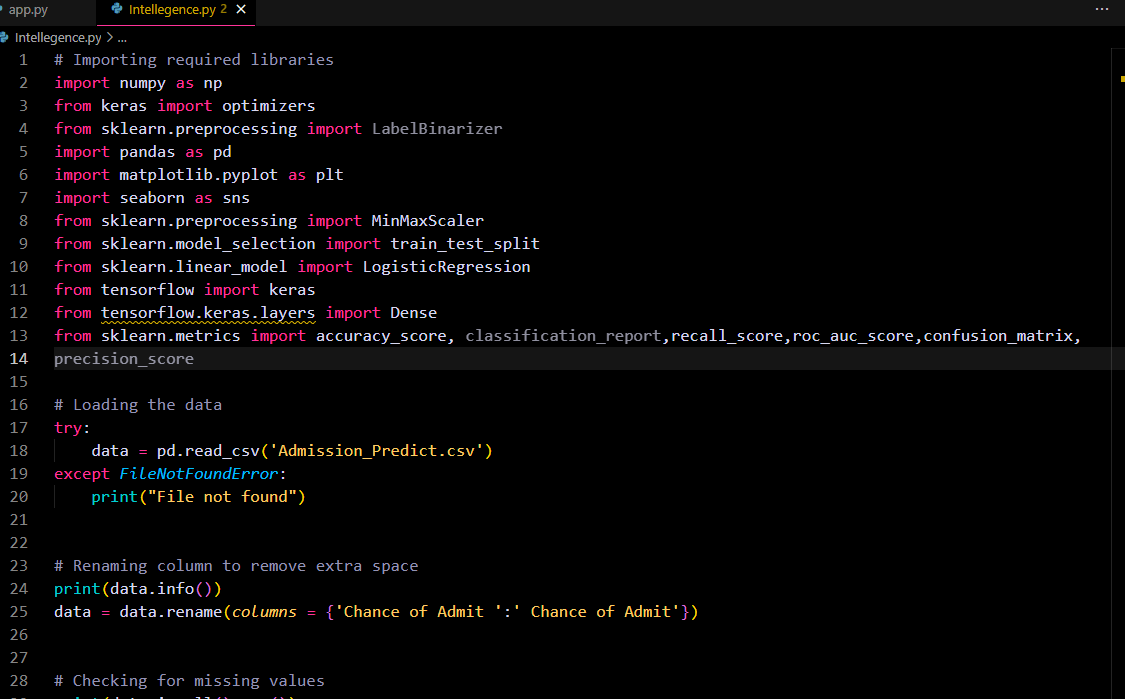 app.py
Intellegence.py 2
Intellegence.py > ...
1 # Importing required libraries
2 import numpy as np
3 from keras import optimizers
4 from sklearn.preprocessing import LabelBinarizer
5 import pandas as pd
6 import matplotlib.pyplot as plt
7 import seaborn as sns
8 from sklearn.preprocessing import MinMaxScaler
9 from sklearn.model_selection import train_test_split
10 from sklearn.linear_model import LogisticRegression
11 from tensorflow import keras
12 from tensorflow.keras.layers import Dense
13 from sklearn.metrics import accuracy_score, classification_report,recall_score,roc_auc_score,confusion_matrix,
14 precision_score
15
16 # Loading the data
17 try:
18     data = pd.read_csv('Admission_Predict.csv')
19 except FileNotFoundError:
20     print("File not found")
21
22
23 # Renaming column to remove extra space
24 print(data.info())
25 data = data.rename(columns = {'Chance of Admit ':' Chance of Admit'})
26
27
28 # Checking for missing values